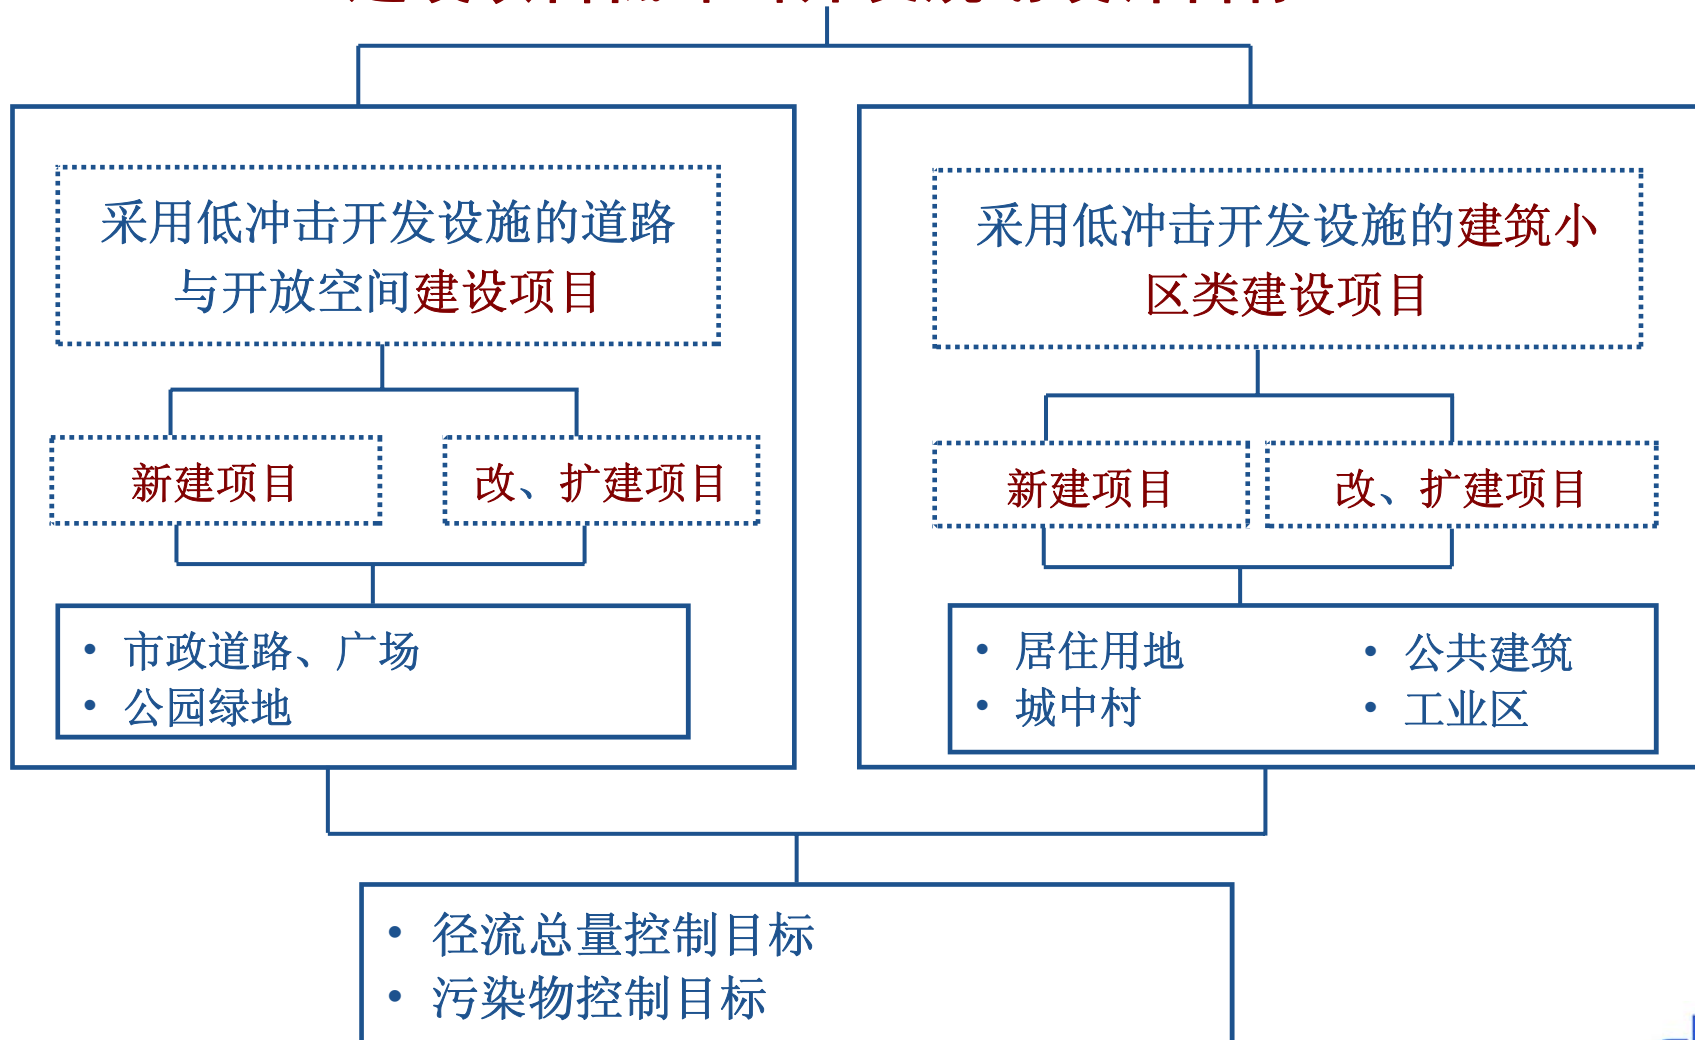 采用低冲击开发设施的道路
与开放空间建设项目
新建项目
改、扩建项目
市政道路、广场
公园绿地
采用低冲击开发设施的建筑小
区类建设项目
新建项目
改、扩建项目
居住用地
城中村
公共建筑
工业区
径流总量控制目标
污染物控制目标